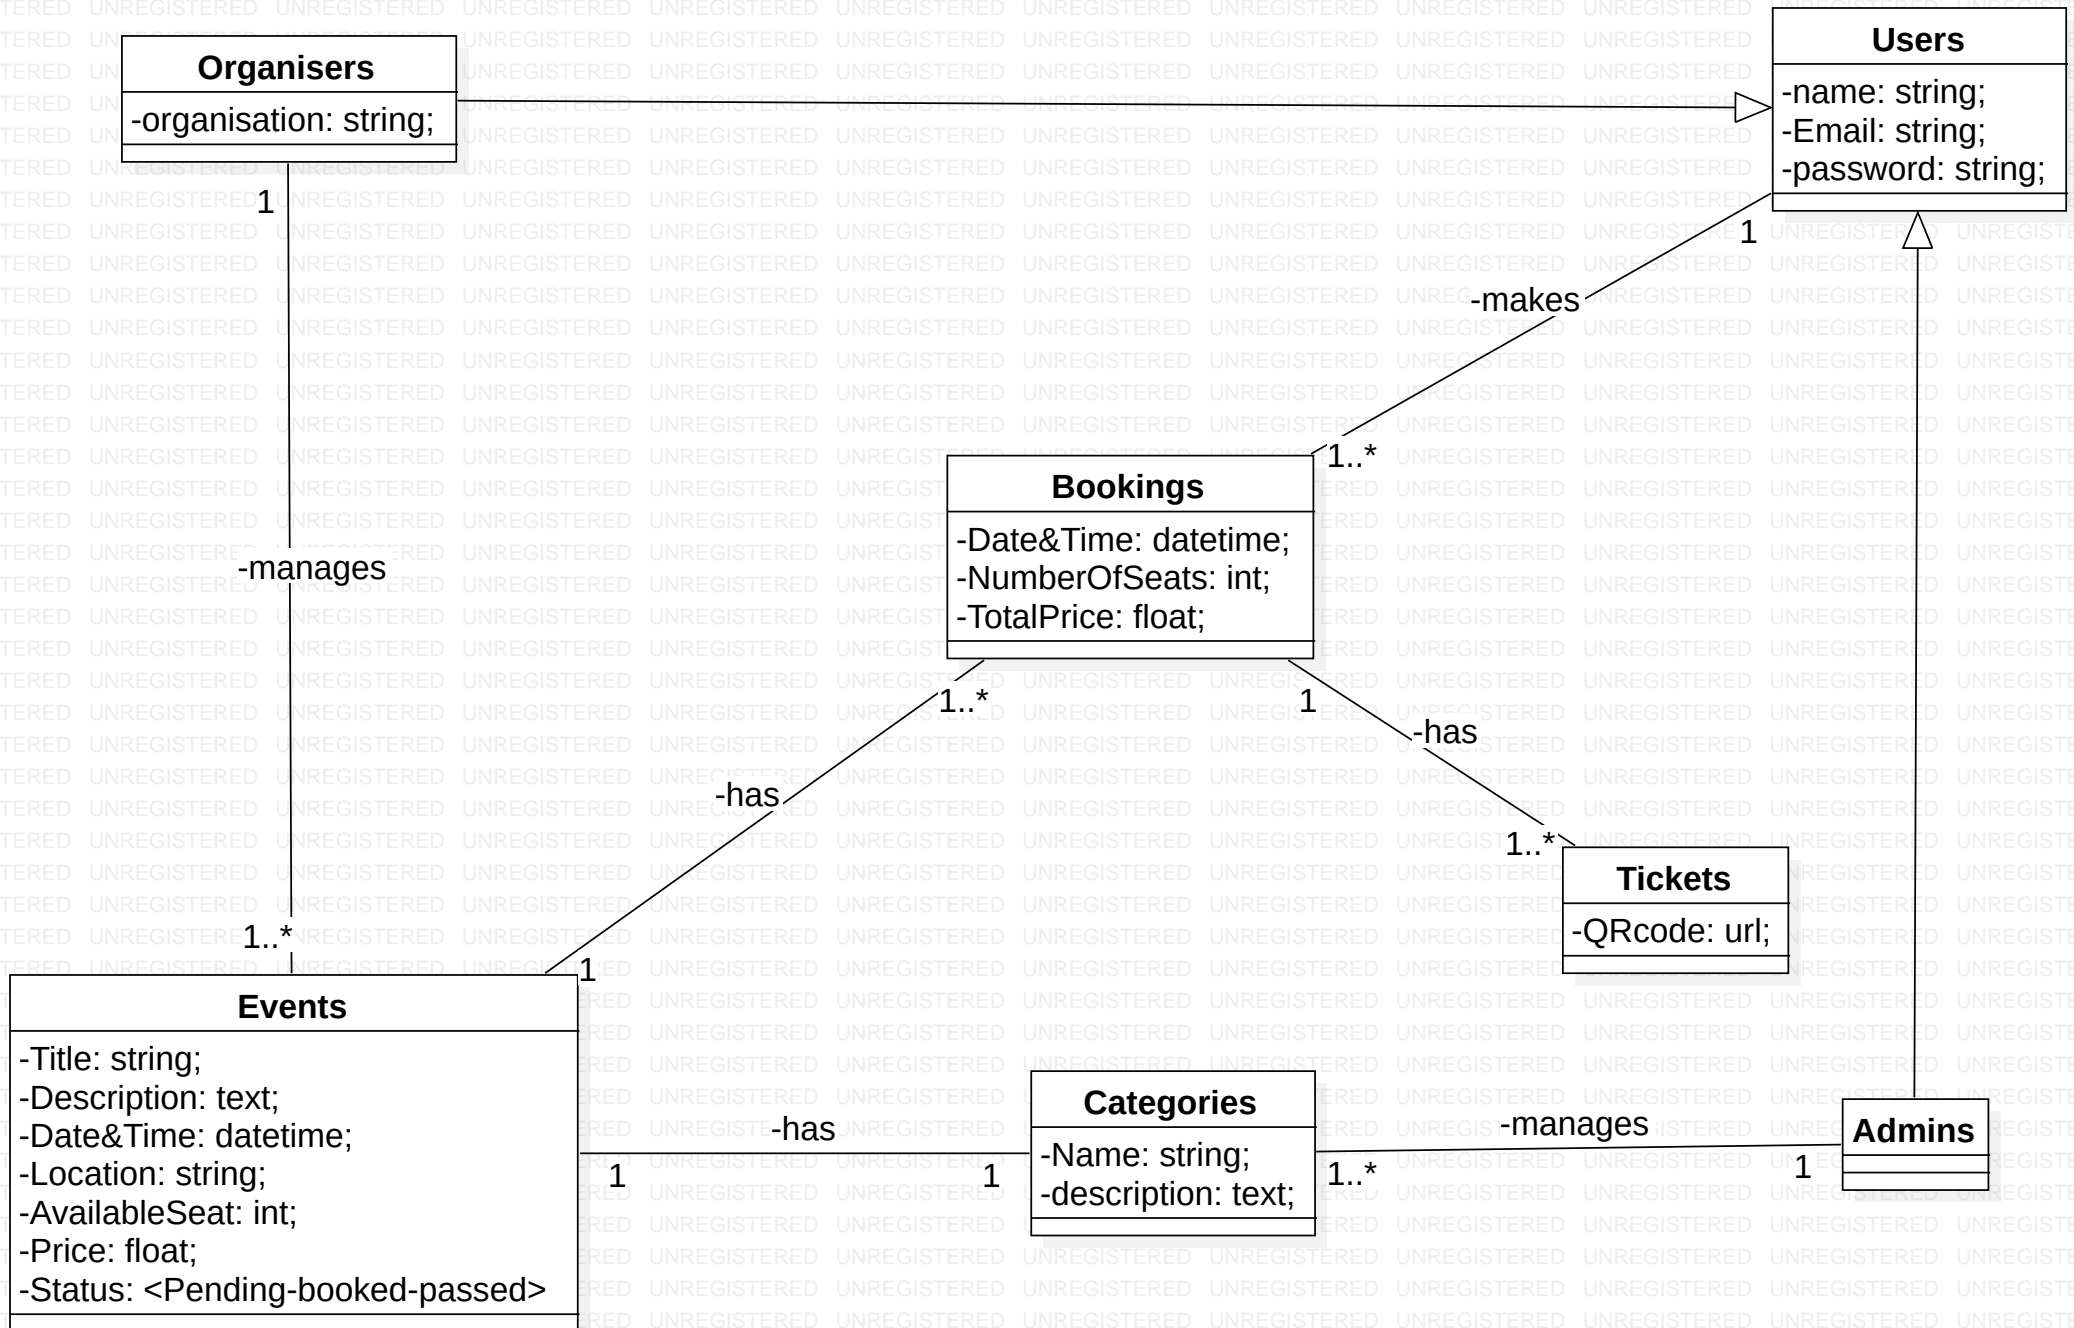 Organisers
-organisation: string;
Users
-name: string;
-Email: string;
-password: string;
1
1
-makes
1..*
Bookings
-Date&Time: datetime;
-NumberOfSeats: int;
-TotalPrice: float;
-manages
1..*
1
-has
-has
1..*
Tickets
-QRcode: url;
1..*
1
Events
-Title: string;
-Description: text;
-Date&Time: datetime;
-Location: string;
-AvailableSeat: int;
-Price: float;
-Status: <Pending-booked-passed>
-has
1
1
Categories
-Name: string;
-description: text;
-manages
1..*
1
Admins
UNREGISTERED